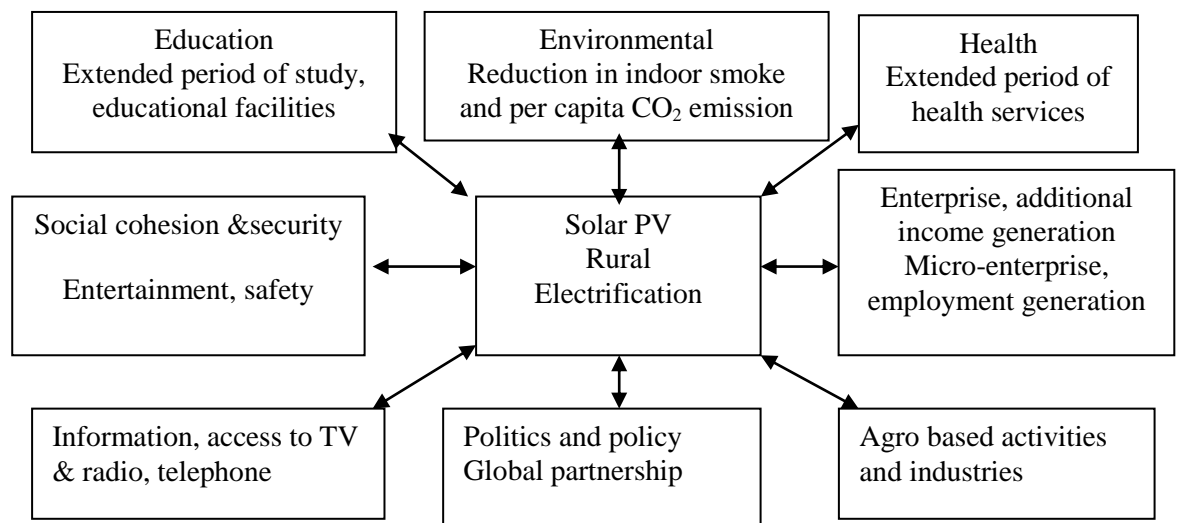 Education
Extended period of study,
educational facilities
Environmental
Reduction in indoor smoke
and per capita CO₂ emission
Health
Extended period of
health services
Social cohesion &security
Entertainment, safety
Solar PV
Rural
Electrification
Enterprise, additional
income generation
Micro-enterprise,
employment generation
Information, access to TV
& radio, telephone
Politics and policy
Global partnership
Agro based activities
and industries